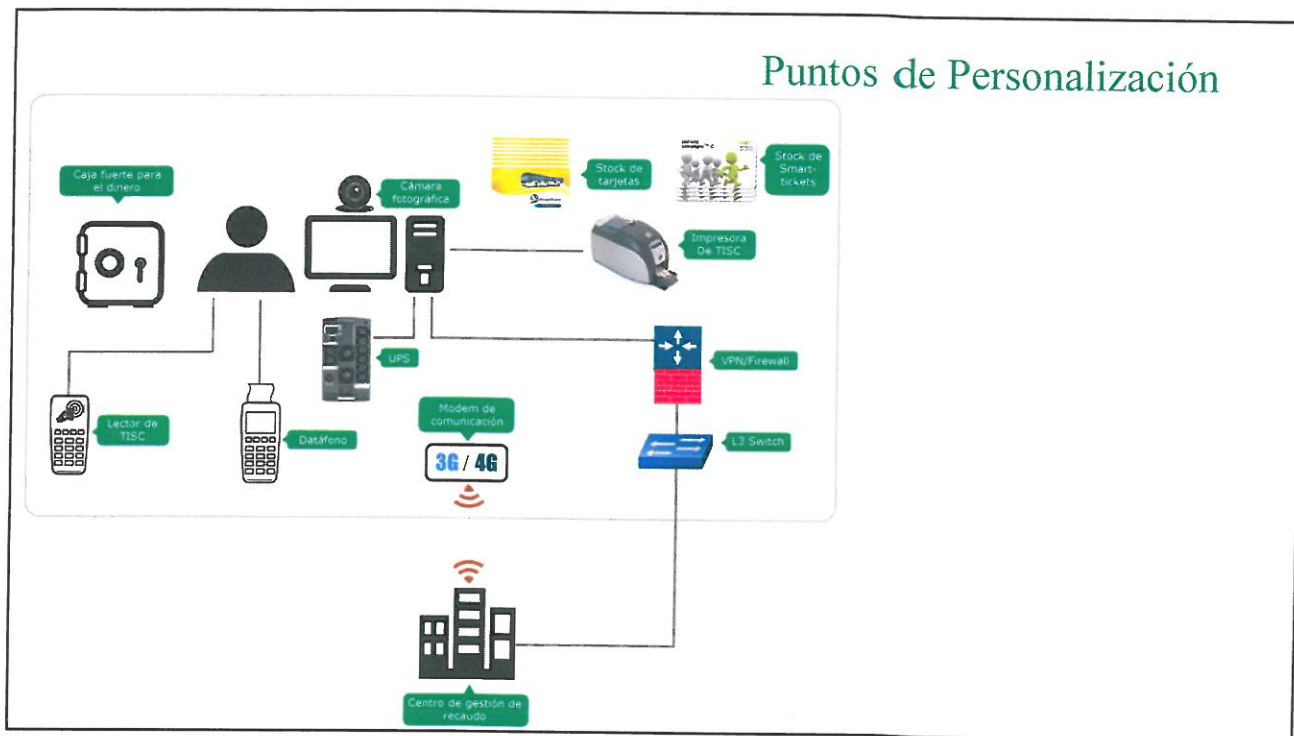 Puntos de Personalización
Caja fuerte para
el dinero
Cámara
fotográfica
Stock de
tarjetas
Stock de
Smart-
tickets
Impresora
De TISC
UPS
VPN/Firewall
Modem de
comunicación
Lector de
TISC
Datáfono
3G / 4G
L3 Switch
Centro de gestión de
recaudo